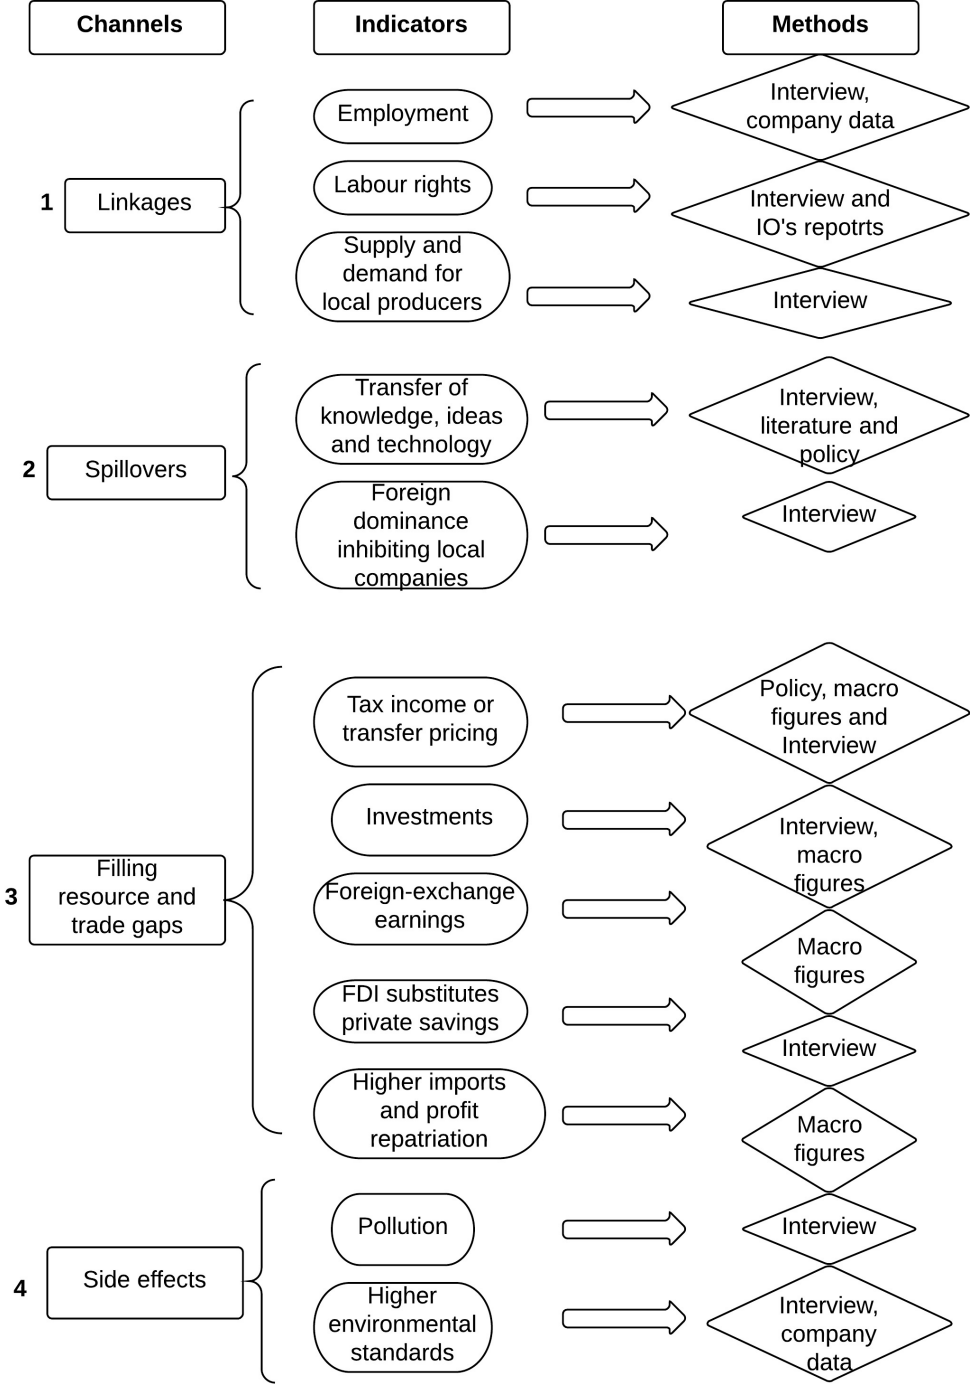 Channels
Indicators
Methods
1
Linkages
Employment
Interview,
company data
Labour rights
Interview and
IO's repotrts
Supply and
demand for
local producers
Interview
2
Spillovers
Transfer of
knowledge, ideas
and technology
Interview,
literature and
policy
Foreign
dominance
inhibiting local
companies
Interview
3
Filling
resource and
trade gaps
Tax income or
transfer pricing
Policy, macro
figures and
Interview
Investments
Interview,
macro
figures
Foreign-exchange
earnings
Macro
figures
FDI substitutes
private savings
Interview
Higher imports
and profit
repatriation
Macro
figures
4
Side effects
Pollution
Interview
Higher
environmental
standards
Interview,
company
data